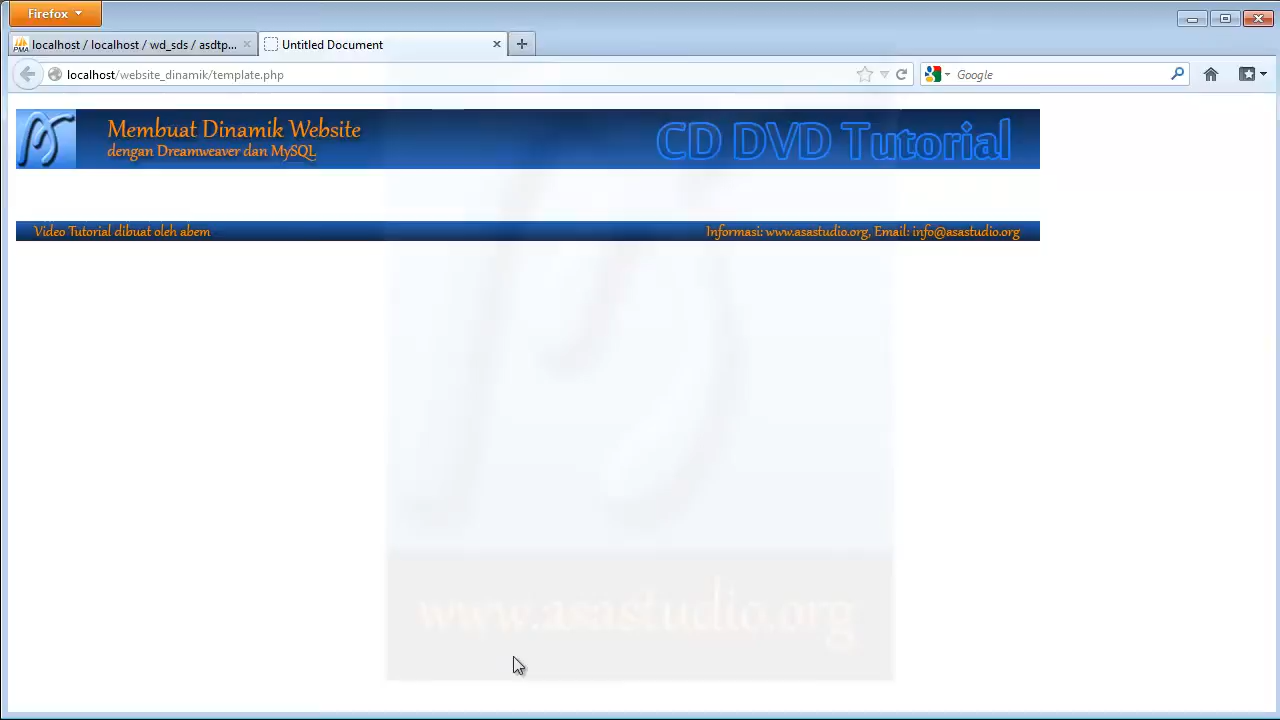 Firefox
localhost / localhost / wd_sds / asdtp...
Untitled Document
localhost/website_dinamik/template.php
Google
Membuat Dinamik Website
dengan Dreamweaver dan MySQL
CD DVD Tutorial
Video Tutorial dibuat oleh abem
Informasi: www.asastudio.org, Email: info@asastudio.org
www.asastudio.org